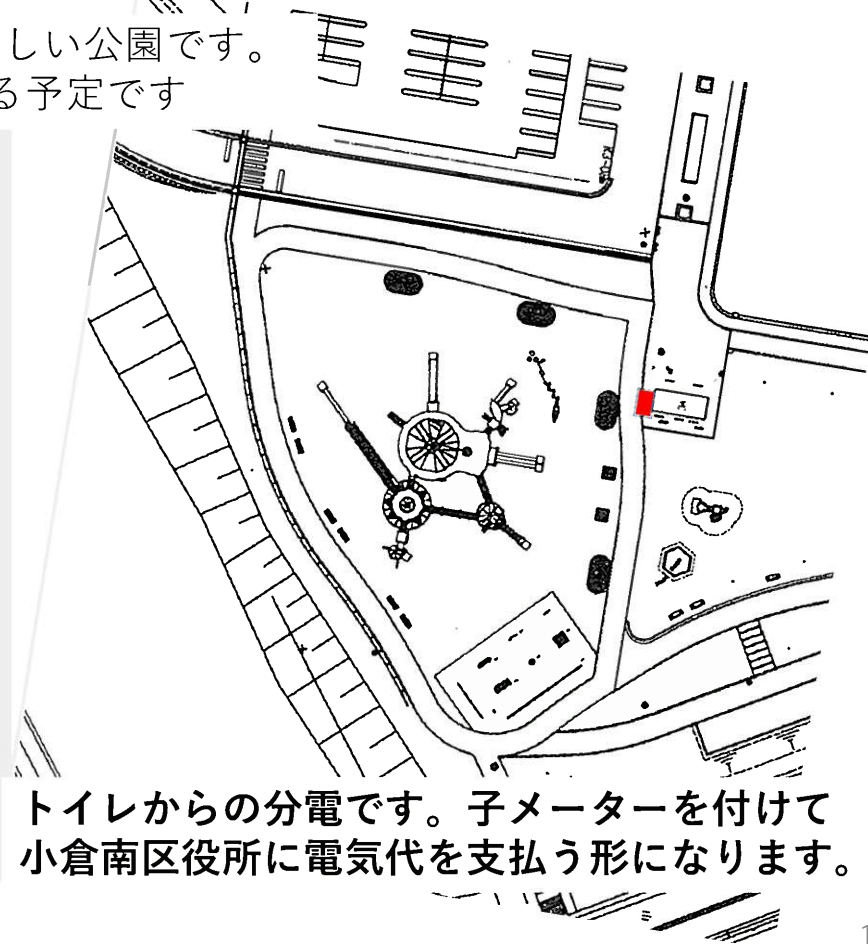 しい公園です。
る予定です
トイレからの分電です。子メーターを付けて
小倉南区役所に電気代を支払う形になります。